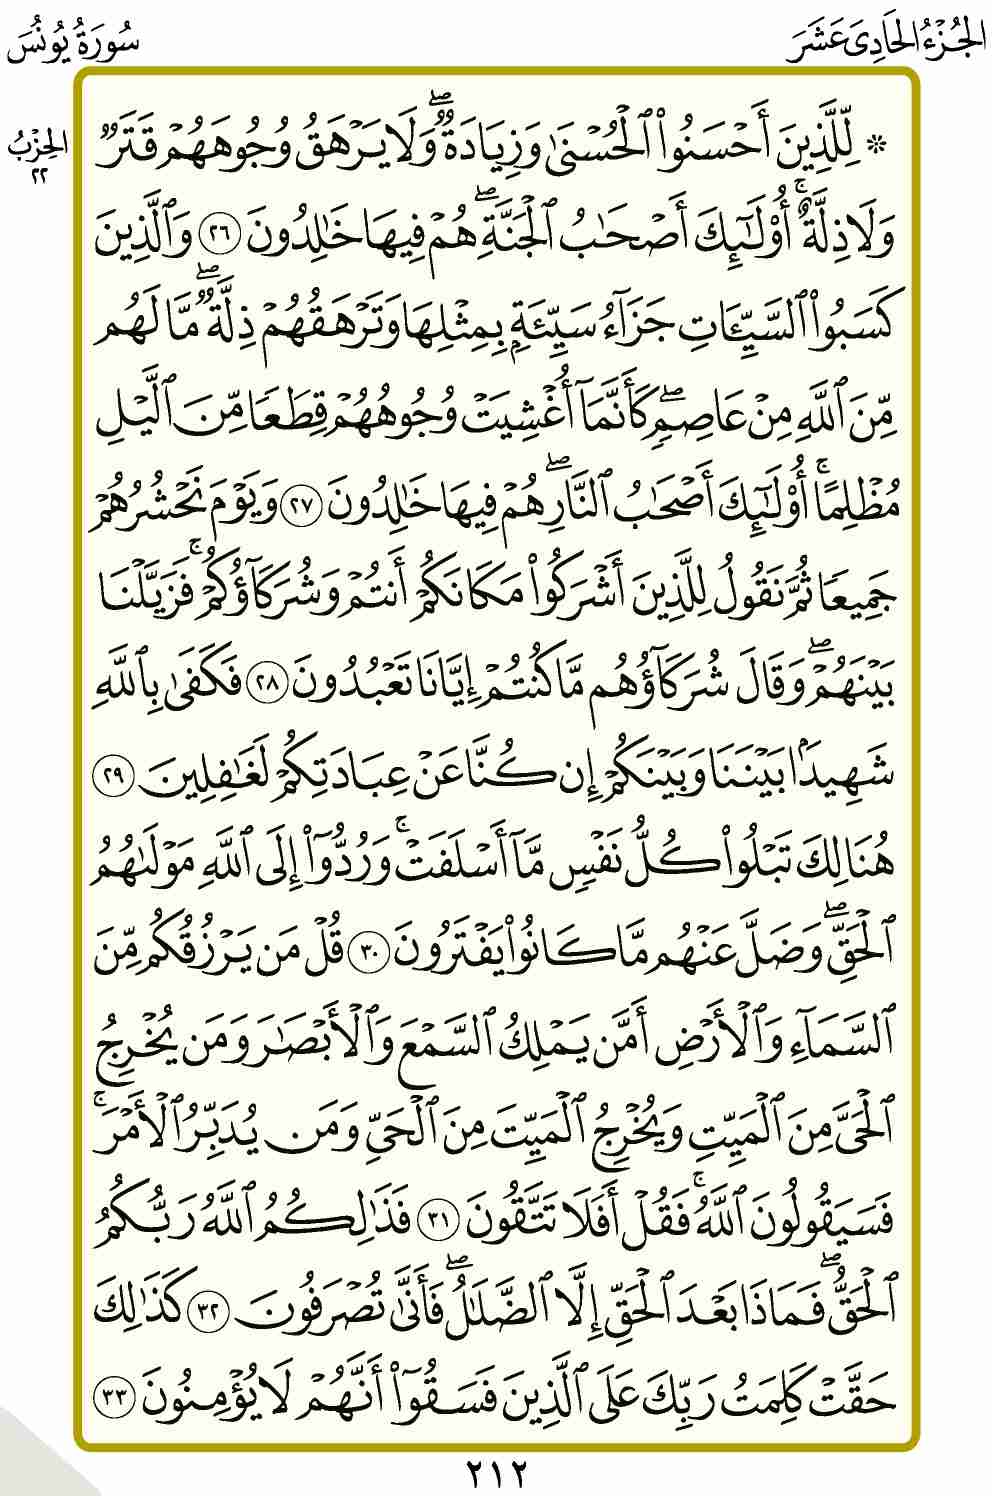 الجُزْءُ الحَادِيَ عَشَرَ
سُورَةُ يُونُسَ
الحِزْبُ
٢٢
۞ لِّلَّذِينَ أَحْسَنُوا۟ ٱلْحُسْنَىٰ وَزِيَادَةٌۖ وَلَا يَرْهَقُ وُجُوهَهُمْ قَتَرٌ
وَلَا ذِلَّةٌۚ أُو۟لَـٰٓئِكَ أَصْحَـٰبُ ٱلْجَنَّةِۖ هُمْ فِيهَا خَـٰلِدُونَ ٢٦ وَٱلَّذِينَ
كَسَبُوا۟ ٱلسَّيِّـَٔاتِ جَزَآءُ سَيِّئَةٍۭ بِمِثْلِهَا وَتَرْهَقُهُمْ ذِلَّةٌۖ مَّا لَهُم
مِّنَ ٱللَّهِ مِنْ عَاصِمٍۖ كَأَنَّمَآ أُغْشِيَتْ وُجُوهُهُمْ قِطَعًا مِّنَ ٱلَّيْلِ
مُظْلِمًاۚ أُو۟لَـٰٓئِكَ أَصْحَـٰبُ ٱلنَّارِۖ هُمْ فِيهَا خَـٰلِدُونَ ٢٧ وَيَوْمَ نَحْشُرُهُمْ
جَمِيعًا ثُمَّ نَقُولُ لِلَّذِينَ أَشْرَكُوا۟ مَكَانَكُمْ أَنتُمْ وَشُرَكَآؤُكُمْۚ فَزَيَّلْنَا
بَيْنَهُمْۖ وَقَالَ شُرَكَآؤُهُم مَّا كُنتُمْ إِيَّانَا تَعْبُدُونَ ٢٨ فَكَفَىٰ بِٱللَّهِ
شَهِيدًۢا بَيْنَنَا وَبَيْنَكُمْ إِن كُنَّا عَنْ عِبَادَتِكُمْ لَغَـٰفِلِينَ ٢٩
هُنَالِكَ تَبْلُوا۟ كُلُّ نَفْسٍ مَّآ أَسْلَفَتْۚ وَرُدُّوٓا۟ إِلَى ٱللَّهِ مَوْلَىٰهُمُ
ٱلْحَقِّۖ وَضَلَّ عَنْهُم مَّا كَانُوا۟ يَفْتَرُونَ ٣٠ قُلْ مَن يَرْزُقُكُم مِّنَ
ٱلسَّمَآءِ وَٱلْأَرْضِ أَمَّن يَمْلِكُ ٱلسَّمْعَ وَٱلْأَبْصَـٰرَ وَمَن يُخْرِجُ
ٱلْحَىَّ مِنَ ٱلْمَيِّتِ وَيُخْرِجُ ٱلْمَيِّتَ مِنَ ٱلْحَىِّ وَمَن يُدَبِّرُ ٱلْأَمْرَۚ
فَسَيَقُولُونَ ٱللَّهُۚ فَقُلْ أَفَلَا تَتَّقُونَ ٣١ فَذَٰلِكُمُ ٱللَّهُ رَبُّكُمُ
ٱلْحَقُّۖ فَمَاذَا بَعْدَ ٱلْحَقِّ إِلَّا ٱلضَّلَـٰلُۖ فَأَنَّىٰ تُصْرَفُونَ ٣٢ كَذَٰلِكَ
حَقَّتْ كَلِمَتُ رَبِّكَ عَلَى ٱلَّذِينَ فَسَقُوٓا۟ أَنَّهُمْ لَا يُؤْمِنُونَ ٣٣
٢١٢